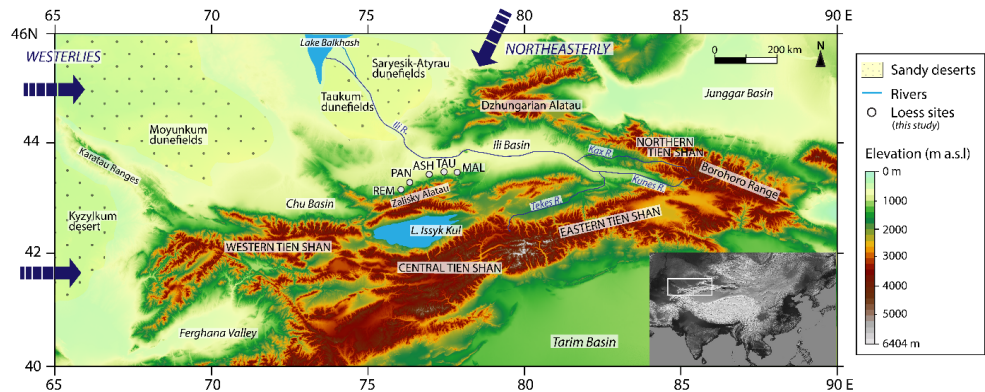 65
70
75
80
85
90 E
46N
44
42
40
WESTERLIES
NORTHEASTERLY
Lake Balkhash
Saryesik-Atyrau
dunefields
Taukum
dunefields
0
200 km
N
Dzhungarian Alatau
Junggar Basin
Moyunkum
dunefields
Ili R.
Ili Basin
NORTHERN
TIEN SHAN
Kax R.
Karatau Ranges
ASH
TAU
MAL
PAN
REM
Zalisky Alatau
Kunes R.
Borohoro Range
Chu Basin
Tekes R.
Kyzylkum
desert
L. Issyk Kul
EASTERN TIEN SHAN
WESTERN TIEN SHAN
CENTRAL TIEN SHAN
Ferghana Valley
Tarim Basin
65
70
75
80
85
90 E
Sandy deserts
Rivers
Loess sites
(this study)
Elevation (m a.s.l)
0 m
1000
2000
3000
4000
5000
6404 m